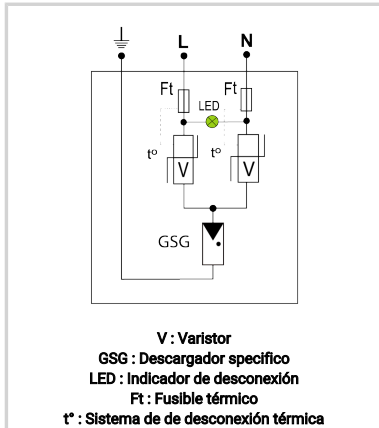 L N
Ft Ft
LED
t° t°
V V
GSG
V : Varistor
GSG : Descargador specifico
LED : Indicador de desconexión
Ft : Fusible térmico
t° : Sistema de de desconexión térmica